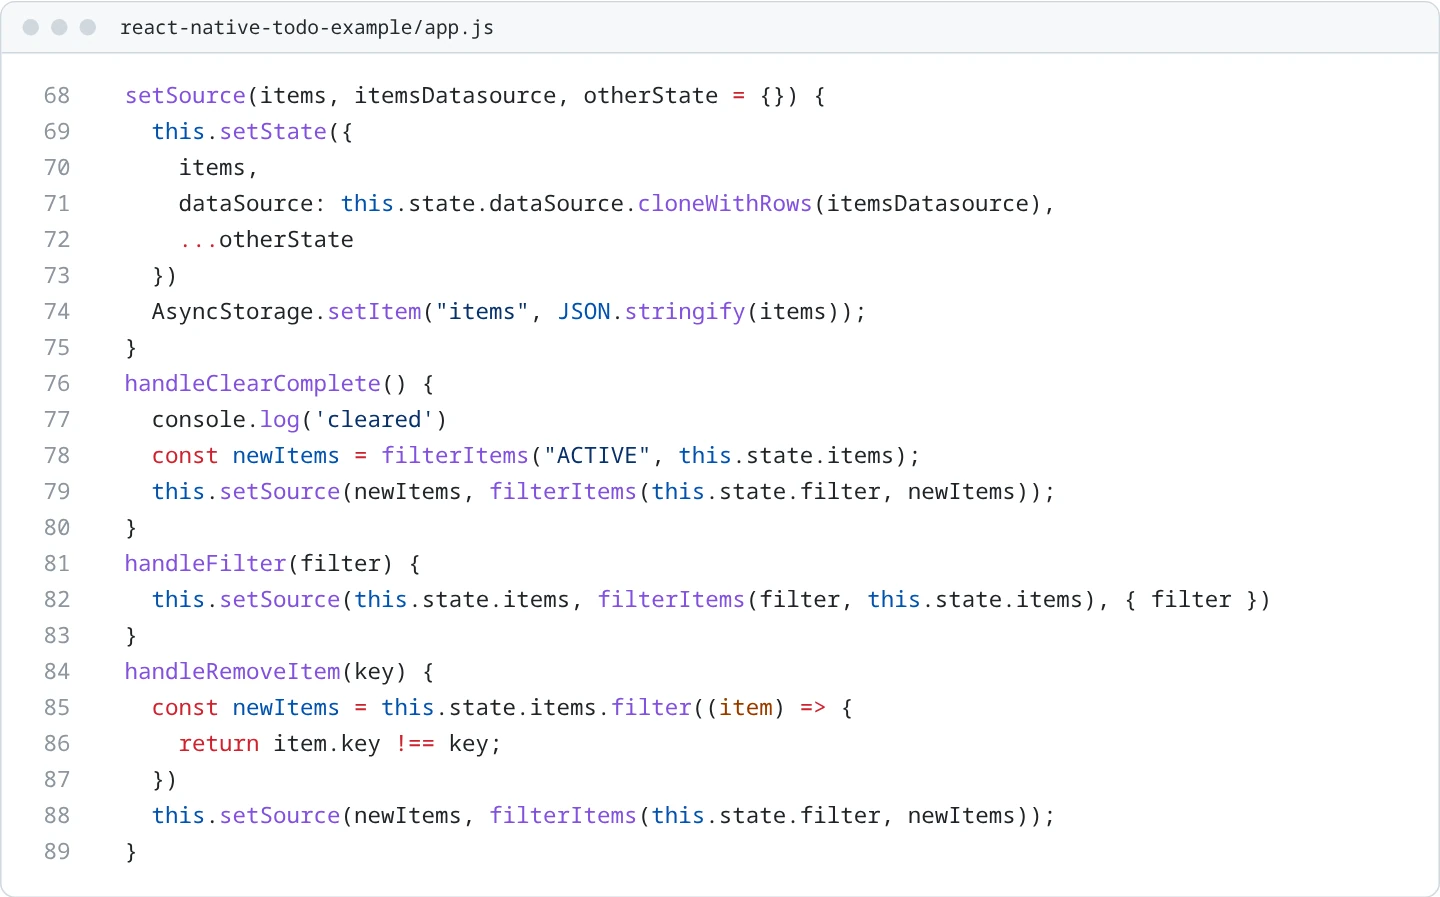 react-native-todo-example/app.js
68 setSource(items, itemsDatasource, otherState = {}) {
69 this.setState({
70 items,
71 dataSource: this.state.dataSource.cloneWithRows(itemsDatasource),
72 ...otherState
73 })
74 AsyncStorage.setItem("items", JSON.stringify(items));
75 }
76 handleClearComplete() {
77 console.log('cleared')
78 const newItems = filterItems("ACTIVE", this.state.items);
79 this.setSource(newItems, filterItems(this.state.filter, newItems));
80 }
81 handleFilter(filter) {
82 this.setSource(this.state.items, filterItems(filter, this.state.items), { filter })
83 }
84 handleRemoveItem(key) {
85 const newItems = this.state.items.filter((item) => {
86 return item.key !== key;
87 })
88 this.setSource(newItems, filterItems(this.state.filter, newItems));
89 }